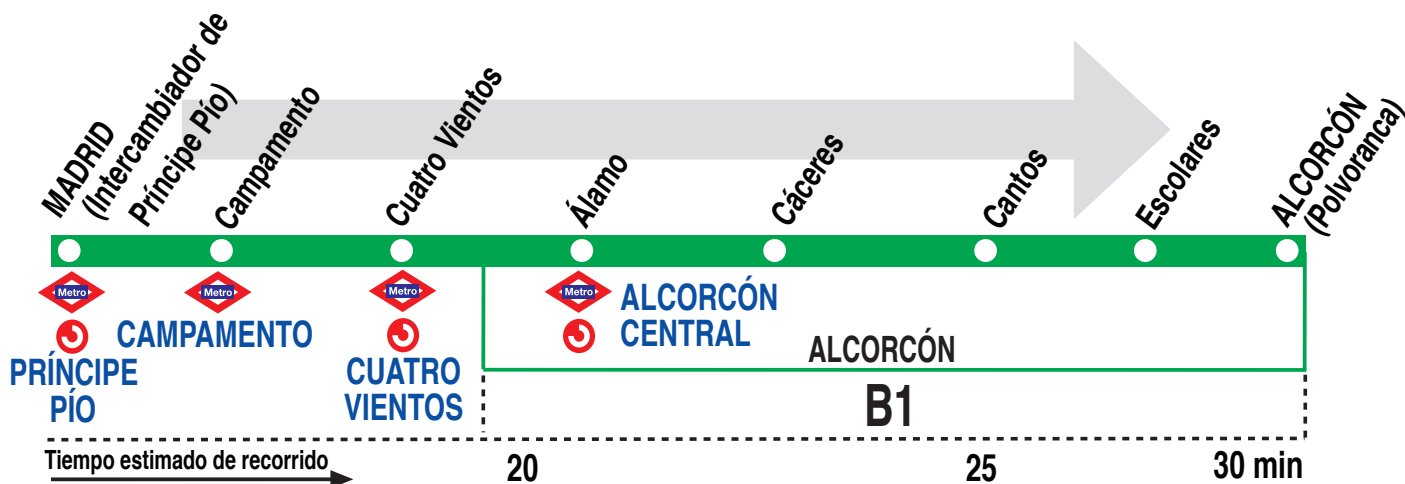 MADRID
(Intercambiador de
Príncipe Pío)
Campamento
Cuatro Vientos
Álamo
Cáceres
Cantos
Escolares
ALCORCÓN
(Polvoranca)
Metro
Metro
Metro
Metro
PRÍNCIPE
PÍO
CAMPAMENTO
CUATRO
VIENTOS
ALCORCÓN
CENTRAL
ALCORCÓN
B1
Tiempo estimado de recorrido
20
25
30 min